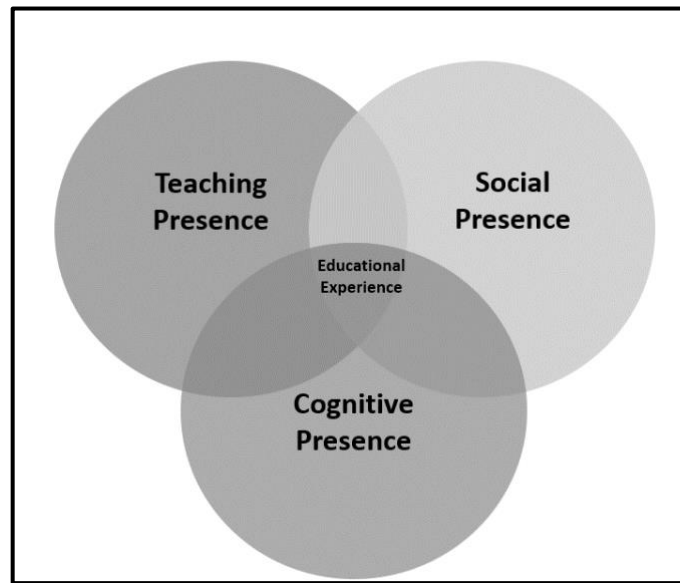 Teaching
Presence
Social
Presence
Educational
Experience
Cognitive
Presence